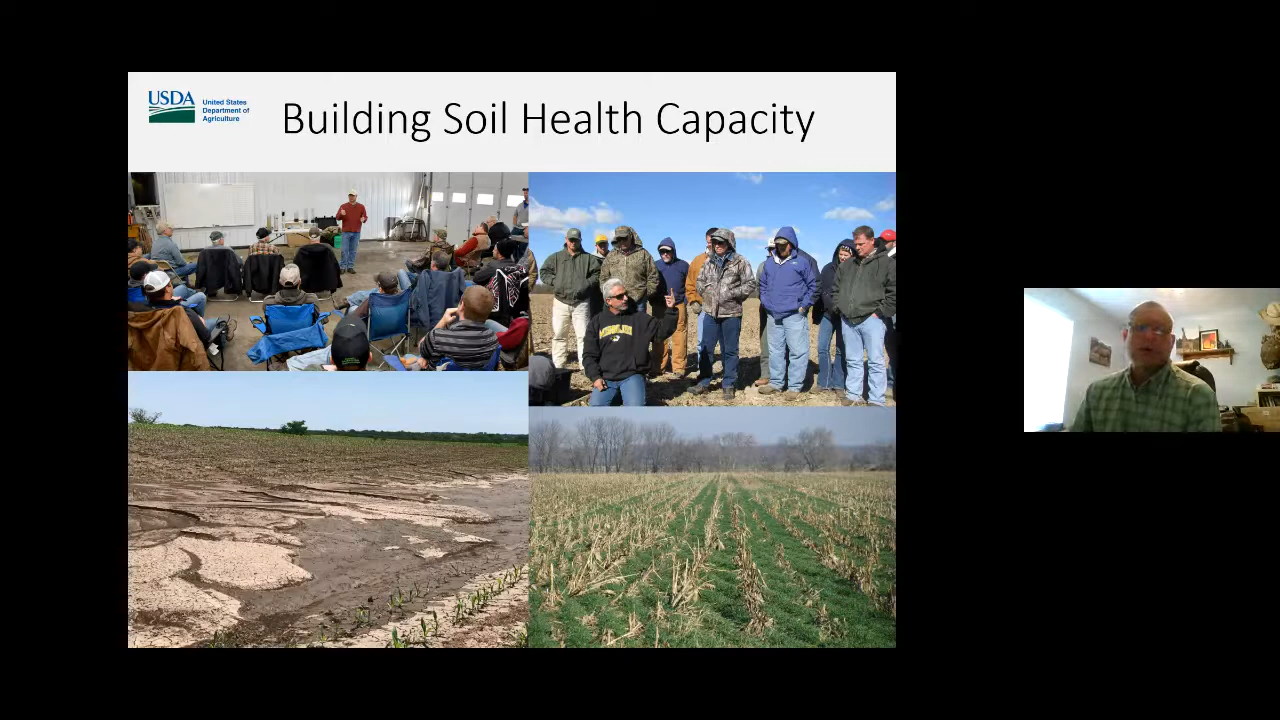 USDA
United States
Department of
Agriculture
Building Soil Health Capacity